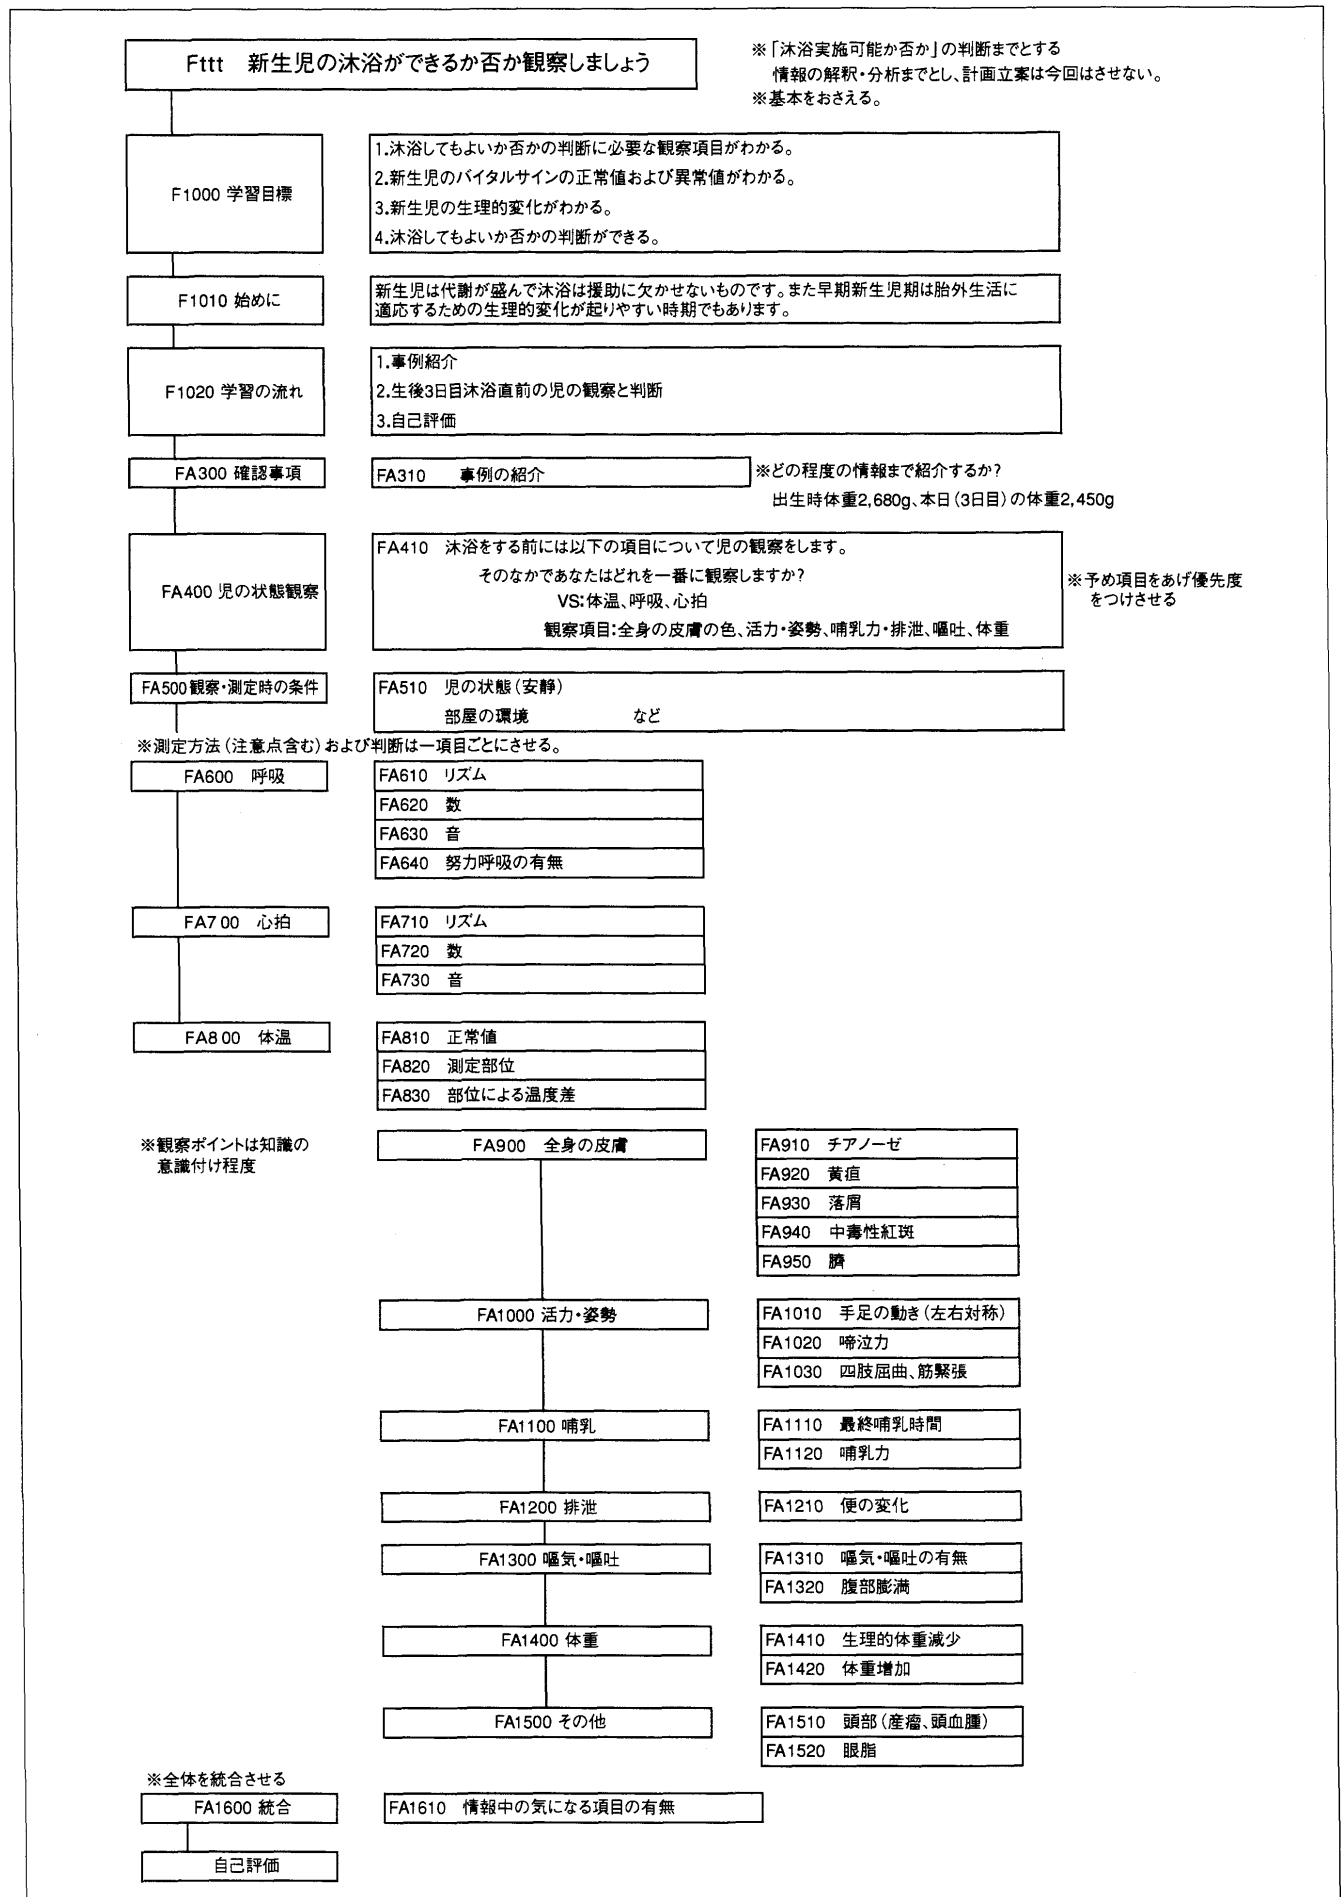 Fttt 新生児の沐浴ができるか否か観察しましょう
※「沐浴実施可能か否か」の判断までとする
情報の解釈・分析までとし、計画立案は今回はさせない。
※基本をおさえる。
F1000 学習目標
1.沐浴してもよいか否かの判断に必要な観察項目がわかる。
2.新生児のバイタルサインの正常値および異常値がわかる。
3.新生児の生理的変化がわかる。
4.沐浴してもよいか否かの判断ができる。
F1010 始めに
新生児は代謝が盛んで沐浴は援助に欠かせないものです。また早期新生児期は胎外生活に
適応するための生理的変化が起りやすい時期でもあります。
F1020 学習の流れ
1.事例紹介
2.生後3日目沐浴直前の児の観察と判断
3.自己評価
FA300 確認事項
FA310 事例の紹介
※どの程度の情報まで紹介するか?
出生時体重2,680g、本日(3日目)の体重2,450g
FA400 児の状態観察
FA410 沐浴をする前には以下の項目について児の観察をします。
そのなかであなたはどれを一番に観察しますか?
VS:体温、呼吸、心拍
観察項目:全身の皮膚の色、活力・姿勢、哺乳力・排泄、嘔吐、体重
※予め項目をあげ優先度
をつけさせる
FA500 観察・測定時の条件
FA510 児の状態(安静)
部屋の環境 など
※測定方法(注意点含む)および判断は一項目ごとにさせる。
FA600 呼吸
FA610 リズム
FA620 数
FA630 音
FA640 努力呼吸の有無
FA700 心拍
FA710 リズム
FA720 数
FA730 音
FA800 体温
FA810 正常値
FA820 測定部位
FA830 部位による温度差
※観察ポイントは知識の
意識付け程度
FA900 全身の皮膚
FA910 チアノーゼ
FA920 黄疸
FA930 落屑
FA940 中毒性紅斑
FA950 臍
FA1000 活力・姿勢
FA1010 手足の動き(左右対称)
FA1020 啼泣力
FA1030 四肢屈曲、筋緊張
FA1100 哺乳
FA1110 最終哺乳時間
FA1120 哺乳力
FA1200 排泄
FA1210 便の変化
FA1300 嘔気・嘔吐
FA1310 嘔気・嘔吐の有無
FA1320 腹部膨満
FA1400 体重
FA1410 生理的体重減少
FA1420 体重増加
FA1500 その他
FA1510 頭部(産瘤、頭血腫)
FA1520 眼脂
※全体を統合させる
FA1600 統合
FA1610 情報中の気になる項目の有無
自己評価